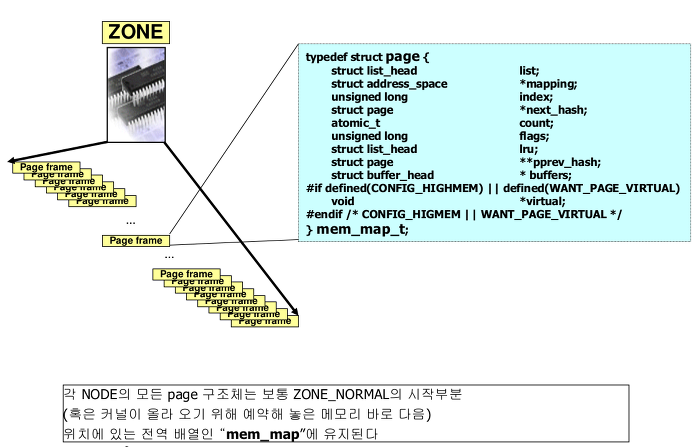 ZONE
typedef struct page {
struct list_head list;
struct address_space *mapping;
unsigned long index;
struct page *next_hash;
atomic_t count;
unsigned long flags;
struct list_head lru;
struct page **pprev_hash;
struct buffer_head * buffers;
#if defined(CONFIG_HIGHMEM) || defined(WANT_PAGE_VIRTUAL)
void *virtual;
#endif /* CONFIG_HIGMEM || WANT_PAGE_VIRTUAL */
} mem_map_t;
Page frame
Page frame
Page frame
Page frame
...
Page frame
...
Page frame
Page frame
Page frame
Page frame
Page frame
Page frame
Page frame
각 NODE의 모든 page 구조체는 보통 ZONE_NORMAL의 시작부분
(혹은 커널이 올라 오기 위해 예약해 놓은 메모리 바로 다음)
위치에 있는 전역 배열인 “mem_map”에 유지된다